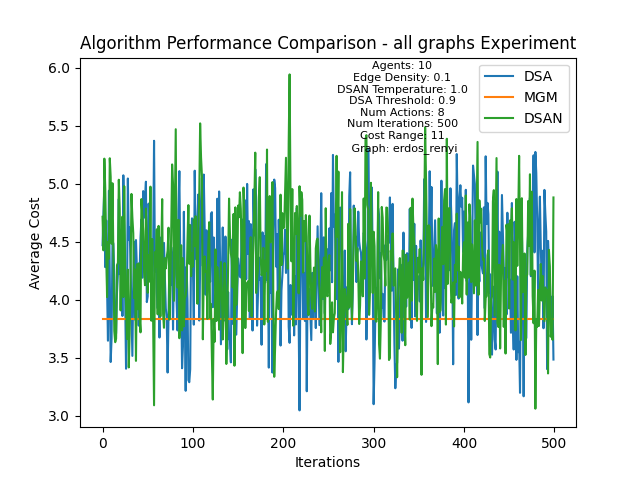 Algorithm Performance Comparison - all graphs Experiment
Agents: 10
Edge Density: 0.1
DSAN Temperature: 1.0
DSA Threshold: 0.9
Num Actions: 8
Num Iterations: 500
Cost Range: 11
Graph: erdos_renyi
DSA
MGM
DSAN
Average Cost
6.0
5.5
5.0
4.5
4.0
3.5
3.0
0 100 200 300 400 500
Iterations